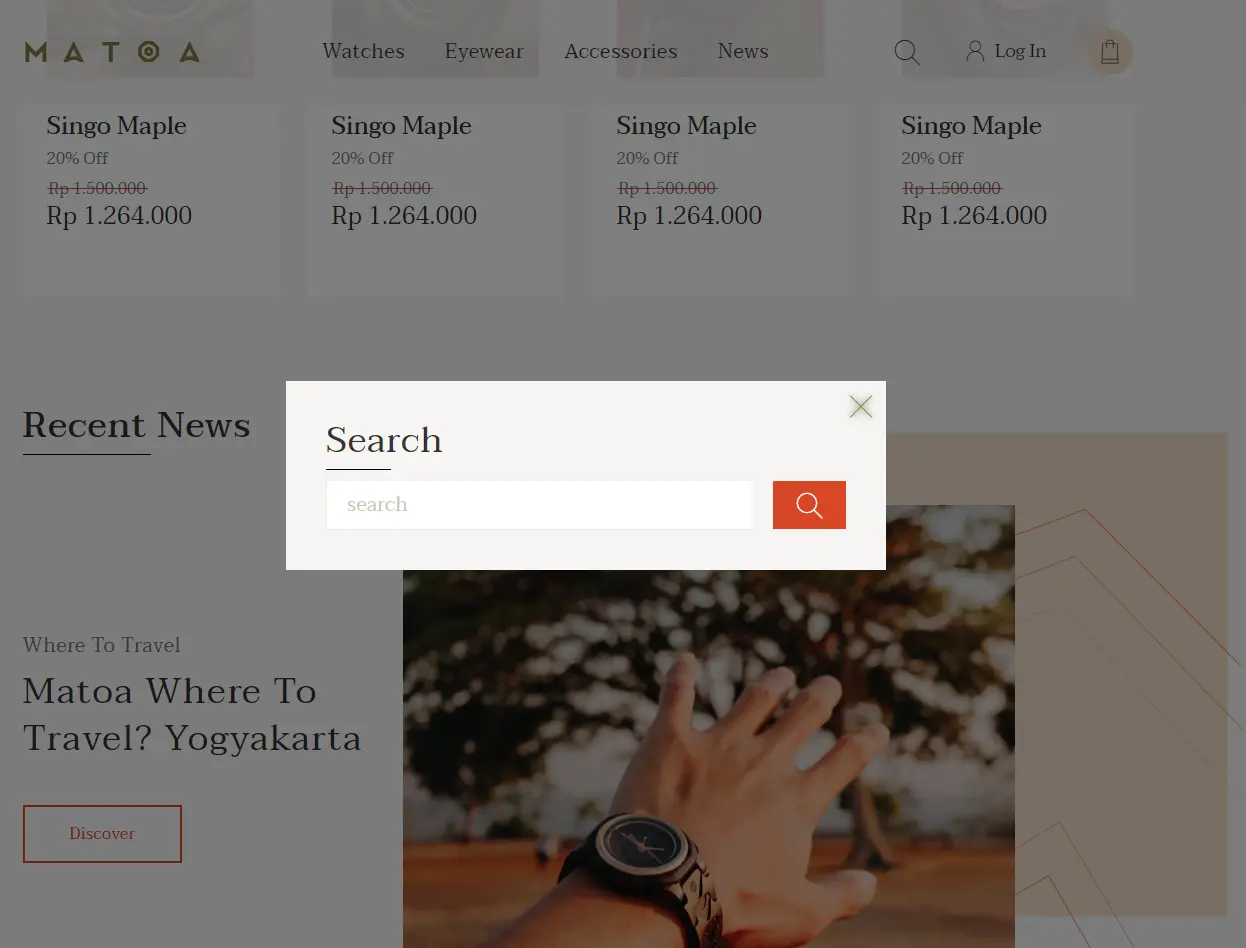 MATOA
Watches Eyewear Accessories News
Log In
Singo Maple
20% Off
Rp 1.500.000
Rp 1.264.000
Singo Maple
20% Off
Rp 1.500.000
Rp 1.264.000
Singo Maple
20% Off
Rp 1.500.000
Rp 1.264.000
Singo Maple
20% Off
Rp 1.500.000
Rp 1.264.000
Search
search
Recent News
Where To Travel
Matoa Where To
Travel? Yogyakarta
Discover